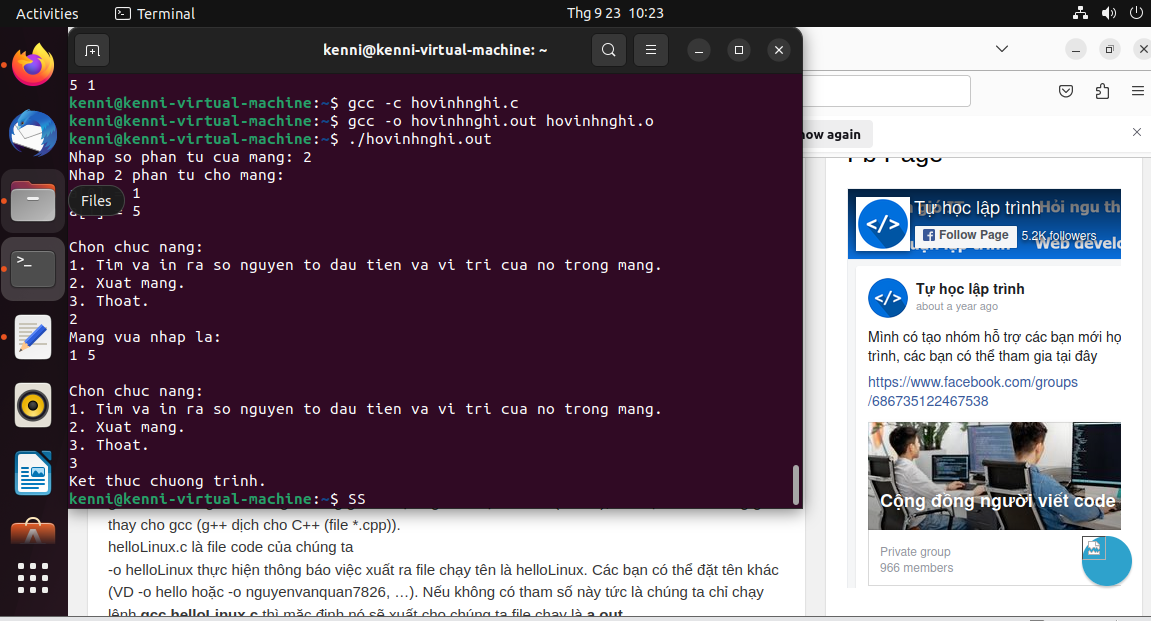 Activities
Terminal
Thg 9 23 10:23
kenni@kenni-virtual-machine: ~
5 1
kenni@kenni-virtual-machine:~$ gcc -c hovinhnghi.c
kenni@kenni-virtual-machine:~$ gcc -o hovinhnghi.out hovinhnghi.o
kenni@kenni-virtual-machine:~$ ./hovinhnghi.out
Nhap so phan tu cua mang: 2
Nhap 2 phan tu cho mang:
1
Files
= 5
Chon chuc nang:
1. Tim va in ra so nguyen to dau tien va vi tri cua no trong mang.
2. Xuat mang.
3. Thoat.
2
Mang vua nhap la:
1 5
Chon chuc nang:
1. Tim va in ra so nguyen to dau tien va vi tri cua no trong mang.
2. Xuat mang.
3. Thoat.
3
Ket thuc chuong trinh.
kenni@kenni-virtual-machine:~$ SS
thay cho gcc (g++ dịch cho C++ (file *.cpp)).
helloLinux.c là file code của chúng ta
-o helloLinux thực hiện thông báo việc xuất ra file chạy tên là helloLinux. Các bạn có thể đặt tên khác
(VD -o hello hoặc -o nguyenvanquan7826, …). Nếu không có tham số này tức là chúng ta chỉ chạy
lệnh gcc helloLinux.c thì mặc định nó sẽ xuất cho chúng ta file chạy là a.out
again
Fb Page
Tự học lập trình
Hỏi ngu th
</>
Follow Page
5.2K followers
lập trình
Web develo
</>
Tự học lập trình
about a year ago
Mình có tạo nhóm hỗ trợ các bạn mới họ
trình, các bạn có thể tham gia tại đây
https://www.facebook.com/groups
/686735122467538
Cộng đồng người viết code
Private group
966 members